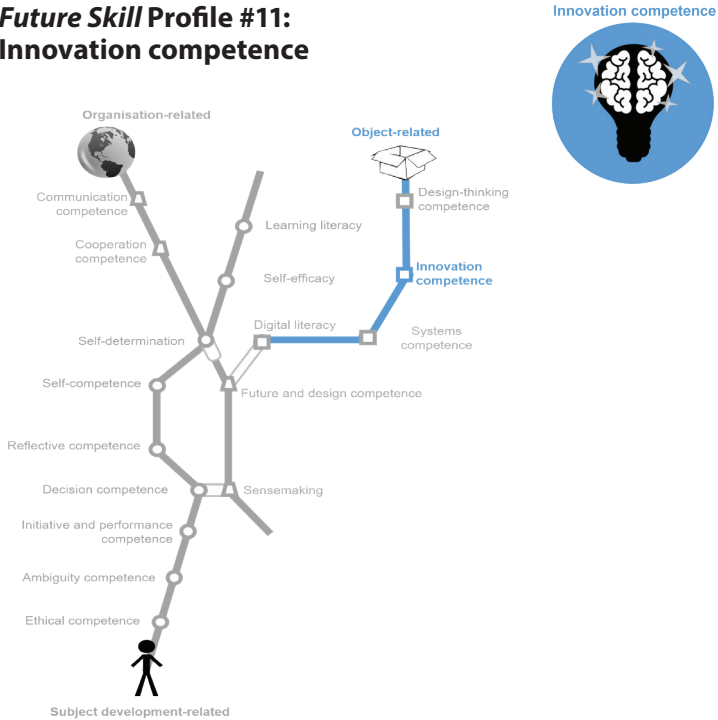 Future Skill Profile #11:
Innovation competence
Innovation competence
Organisation-related
Object-related
Communication
competence
Design-thinking
competence
Learning literacy
Cooperation
competence
Innovation
competence
Self-efficacy
Digital literacy
Systems
competence
Self-determination
Self-competence
Future and design competence
Reflective competence
Decision competence
Sensemaking
Initiative and performance
competence
Ambiguity competence
Ethical competence
Subject development-related